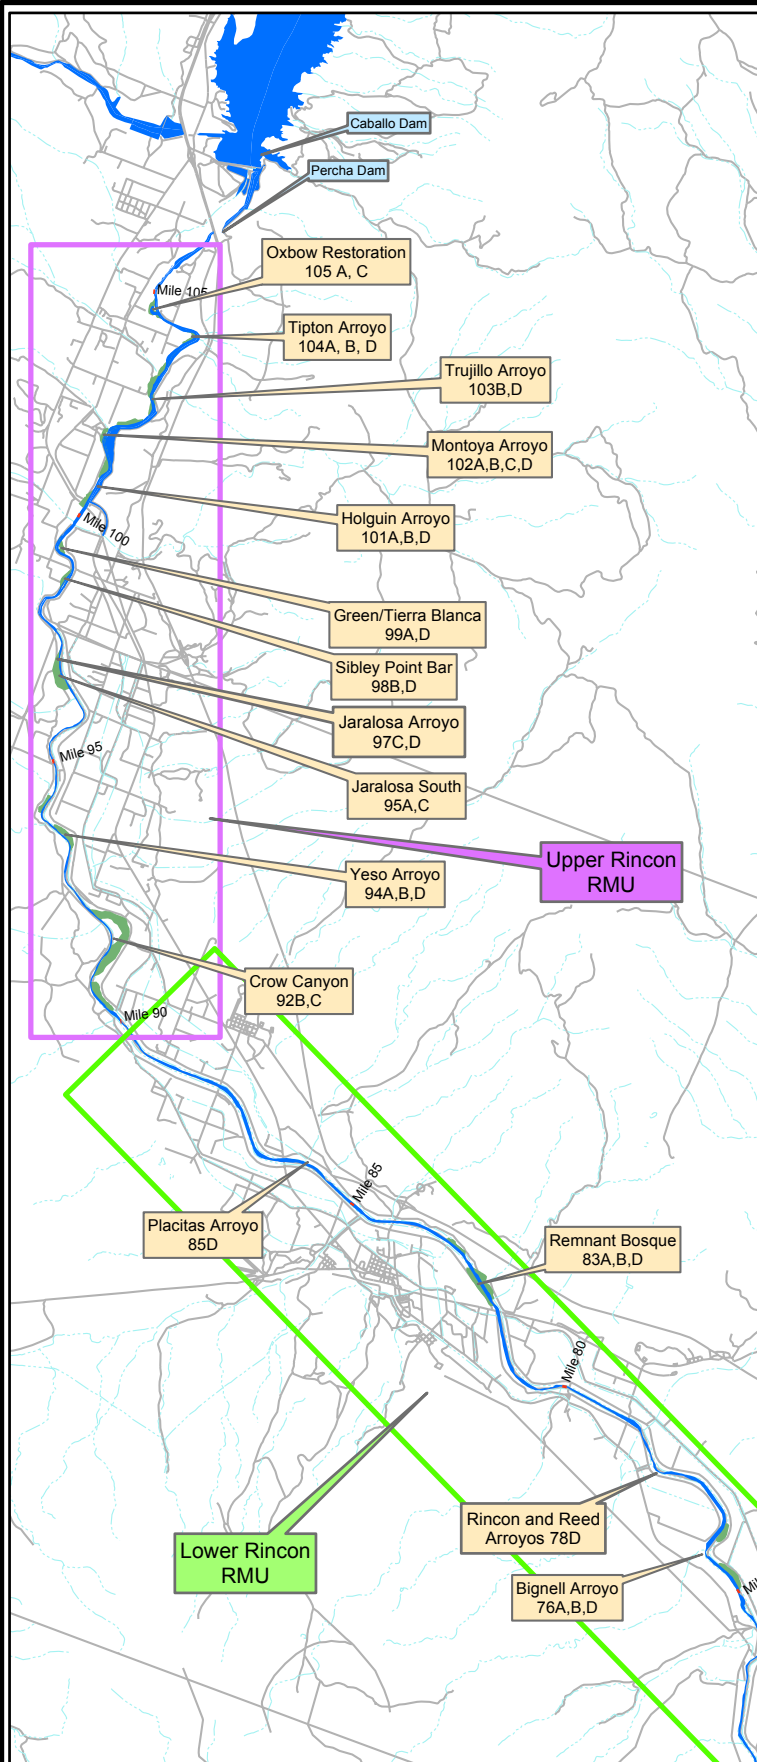 Caballo Dam
Percha Dam
Oxbow Restoration
105 A, C
Mile 105
Tipton Arroyo
104A, B, D
Trujillo Arroyo
103B,D
Montoya Arroyo
102A,B,C,D
Holguin Arroyo
101A,B,D
Mile 100
Green/Tierra Blanca
99A,D
Sibley Point Bar
98B,D
Jaralosa Arroyo
97C,D
Mile 95
Jaralosa South
95A,C
Upper Rincon
RMU
Yeso Arroyo
94A,B,D
Crow Canyon
92B,C
Mile 90
Mile 85
Placitas Arroyo
85D
Remnant Bosque
83A,B,D
Mile 80
Rincon and Reed
Arroyos 78D
Lower Rincon
RMU
Bignell Arroyo
76A,B,D